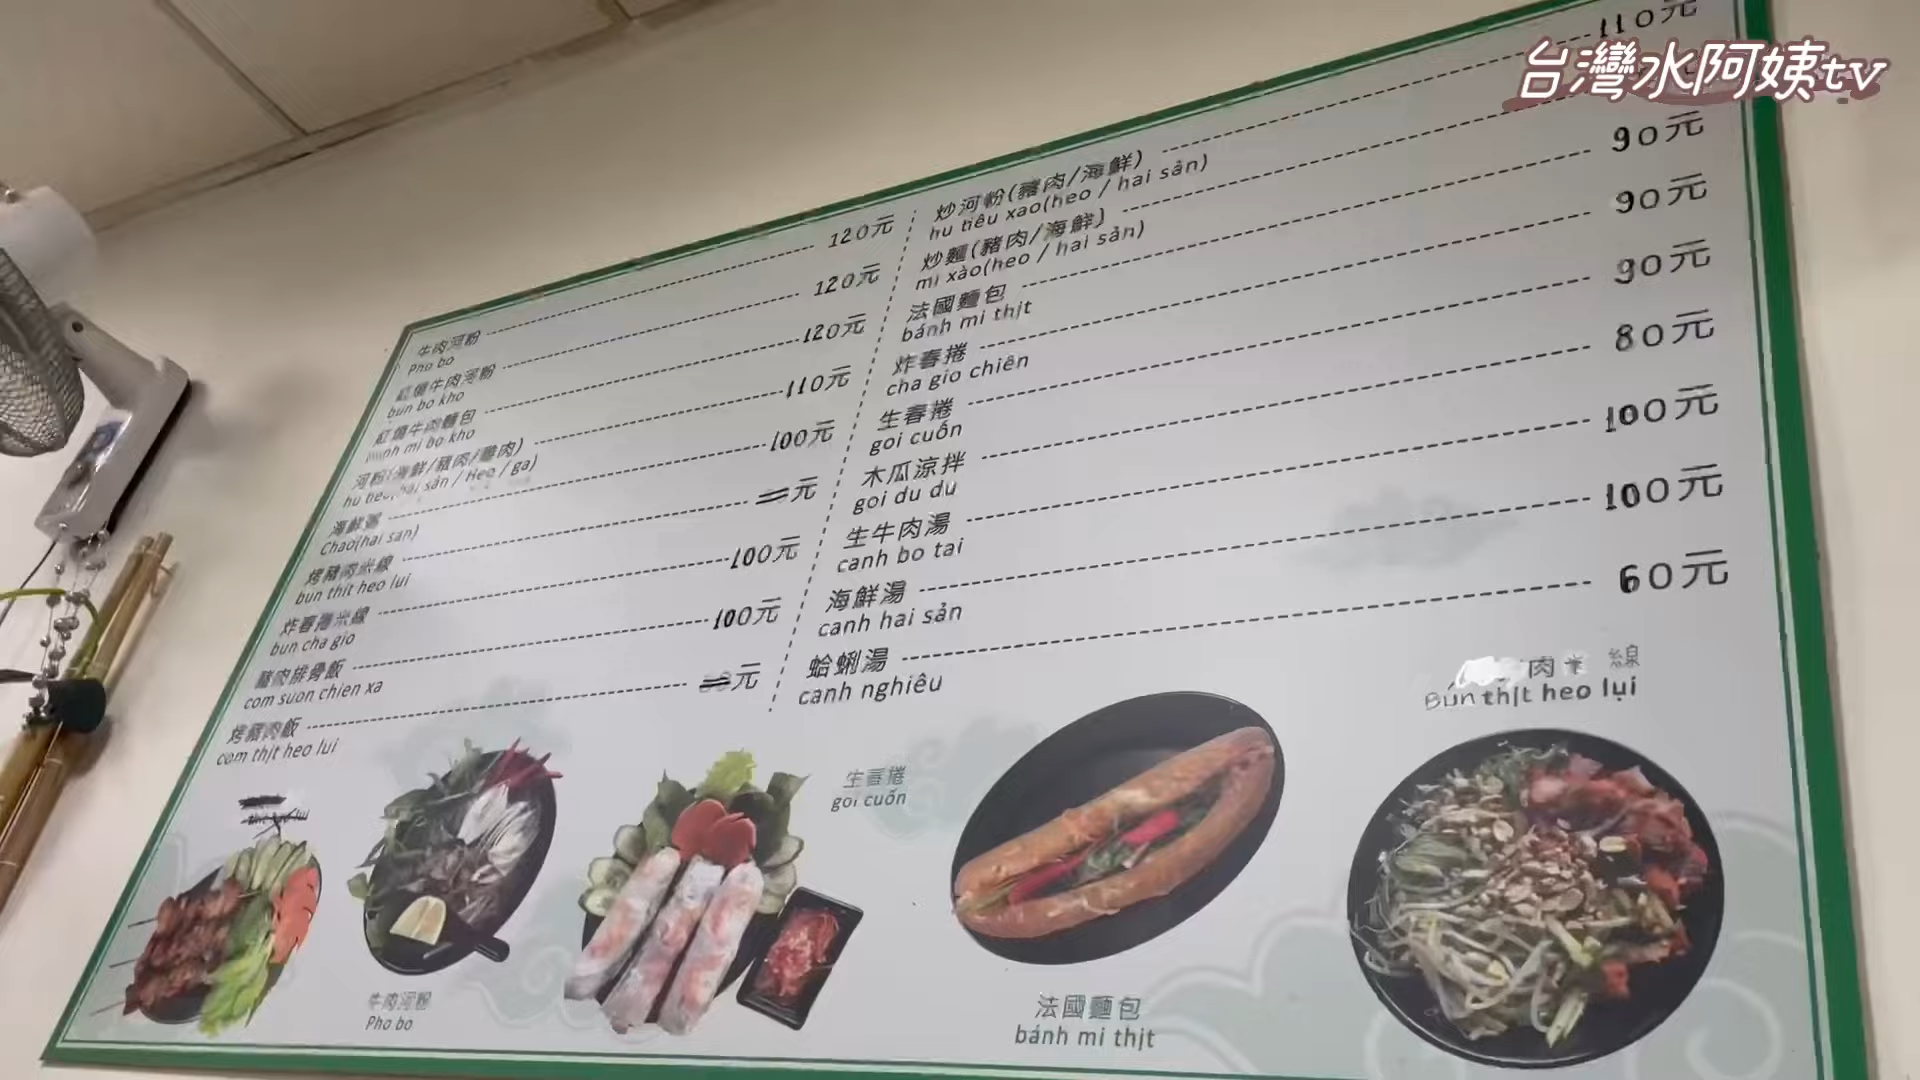 台灣水阿姨tv
牛肉河粉 120元
Pho bo
紅燒牛肉河粉 120元
bun bo kho
紅燒牛肉麵包 120元
mi bo kho
河粉(海鮮/豬肉/雞肉) 110元
hu tieu(hai sản / Heo / ga)
海鮮粥 100元
Chao(hai san)
烤豬肉米線 元
bun thit heo lui
炸春捲米線 100元
bun cha gio
豬肉排骨飯 100元
com suon chien xa
烤豬肉飯 元
com thịt heo lui
炒河粉(豬肉/海鮮) 110元
hu tiêu xao(heo / hai sản)
炒麵(豬肉/海鮮)
mi xào(heo / hai sản)
法國麵包 90元
bánh mi thịt
炸春捲 90元
cha gio chiên
生春捲 90元
goi cuốn
木瓜涼拌 80元
goi du du
生牛肉湯 100元
canh bo tai
海鮮湯 100元
canh hai sản
蛤蜊湯 60元
canh nghiêu
肉米線
Bún thịt heo lụi
生春捲
goi cuốn
牛肉河粉
Pho bo
法國麵包
bánh mi thịt